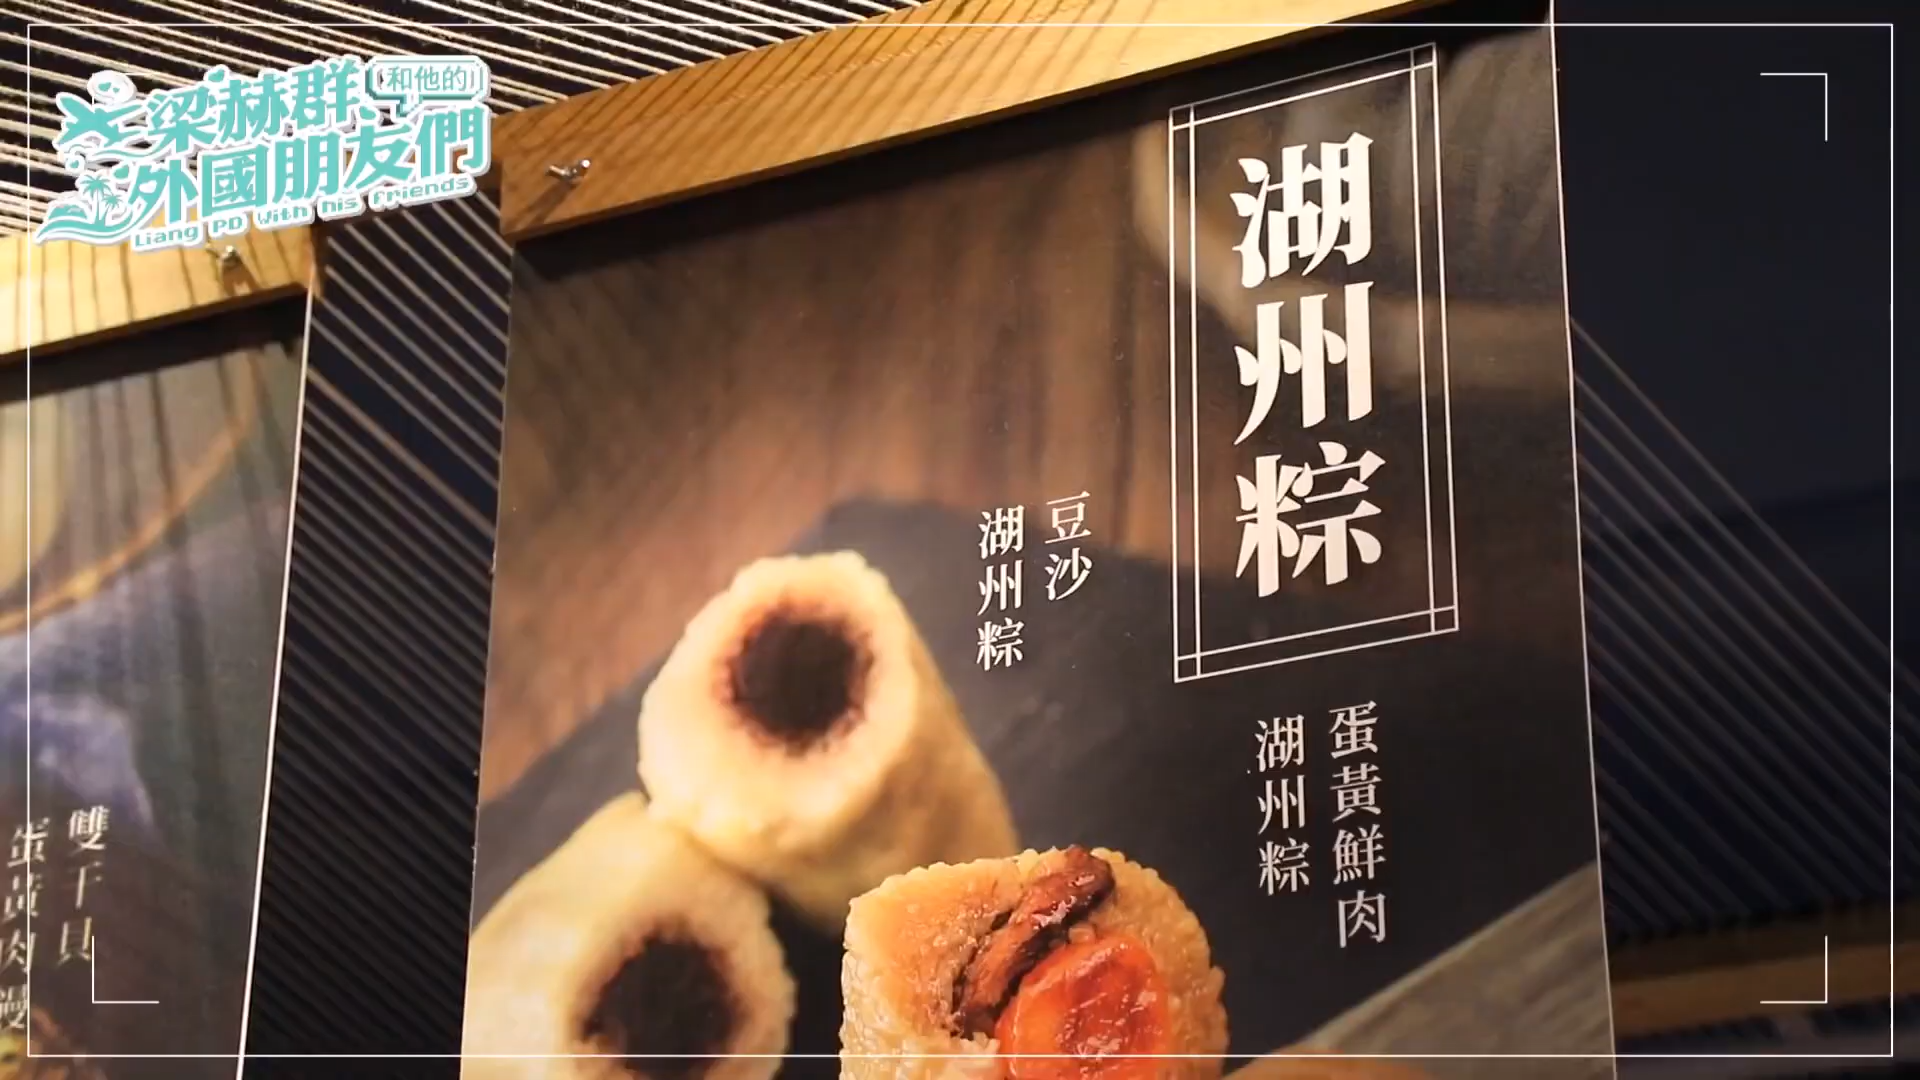 梁赫群和他的
外國朋友們
Liang PD With his friends
湖州粽
豆沙
湖州粽
蛋黃鮮肉
湖州粽
雙干貝
蛋黃肉